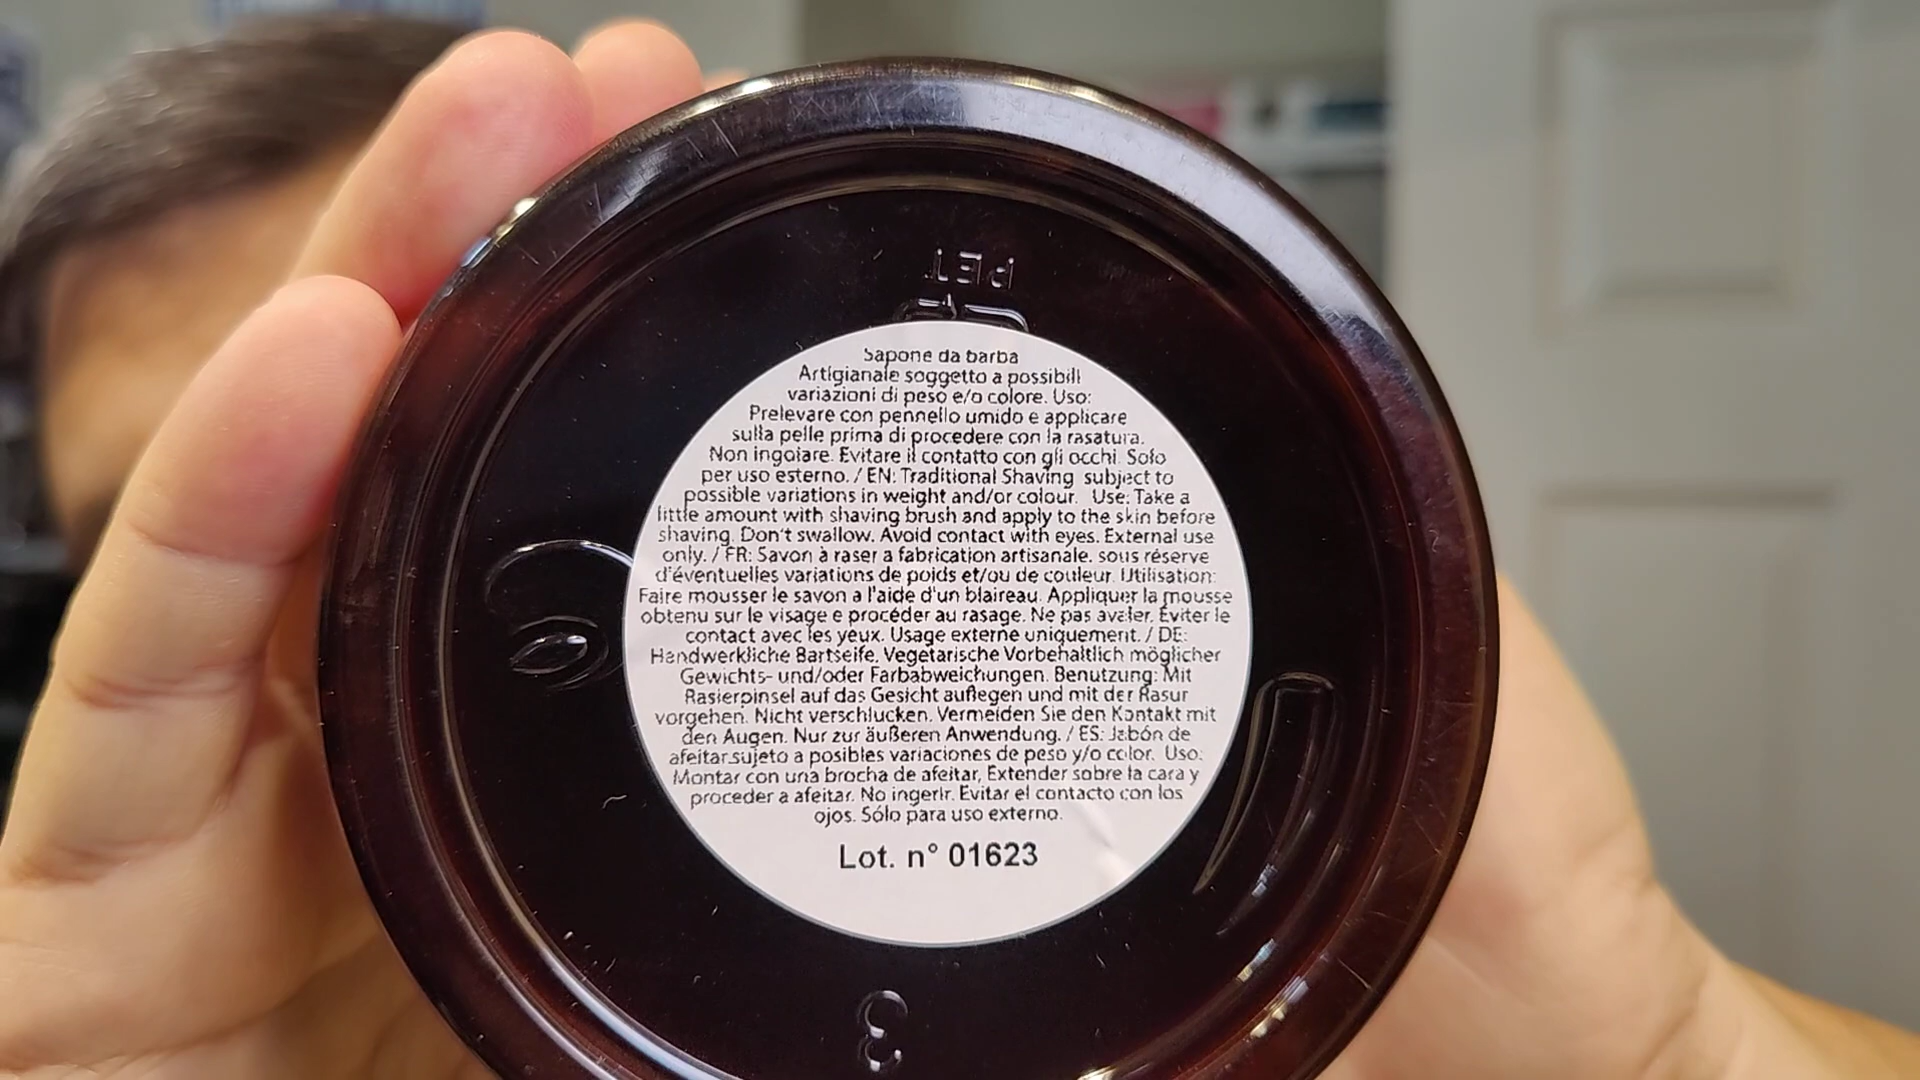 PET
Sapone da barba
Artigianale soggetto a possibili
variazioni di peso e/o colore. Uso:
Prelevare con pennello umido e applicare
sulla pelle prima di procedere con la rasatura.
Non ingoiare. Evitare il contatto con gli occhi. Solo
per uso esterno. / EN: Traditional Shaving subject to
possible variations in weight and/or colour. Use: Take a
little amount with shaving brush and apply to the skin before
shaving. Don't swallow. Avoid contact with eyes. External use
only. / FR: Savon à raser a fabrication artisanale. sous réserve
d'éventuelles variations de poids et/ou de couleur. Utilisation:
Faire mousser le savon a l'aide d'un blaireau. Appliquer la mousse
obtenu sur le visage e procéder au rasage. Ne pas avaler. Éviter le
contact avec les yeux. Usage externe uniquement. / DE:
Handwerkliche Bartseife. Vegetarische Vorbehaltlich möglicher
Gewichts- und/oder Farbabweichungen. Benutzung: Mit
Rasierpinsel auf das Gesicht auflegen und mit der Rasur
vorgehen. Nicht verschlucken. Vermeiden Sie den Kontakt mit
den Augen. Nur zur äußeren Anwendung. / ES: Jabón de
afeitar.sujeto a posibles variaciones de peso y/o color. Uso:
Montar con una brocha de afeitar, Extender sobre la cara y
proceder a afeitar. No ingerir. Evitar el contacto con los
ojos. Sólo para uso externo.
Lot. n° 01623
3